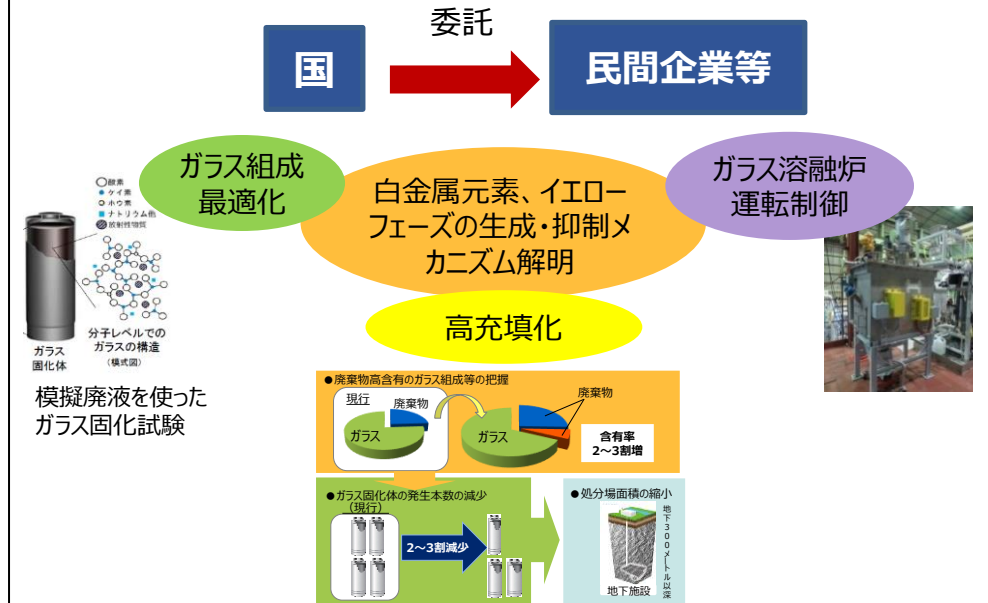 委託
国
民間企業等
ガラス組成
最適化
白金属元素、イエロー
フェーズの生成・抑制メ
カニズム解明
ガラス溶融炉
運転制御
高充填化
○酸素
●ケイ素
○ホウ素
■ナトリウム他
放射性物質
ガラス
固化体
分子レベルでの
ガラスの構造
（模式図）
模擬廃液を使った
ガラス固化試験
●廃棄物高含有のガラス組成等の把握
現行
廃棄物
ガラス
廃棄物
ガラス
含有率
2～3割増
●ガラス固化体の発生本数の減少
（現行）
2～3割減少
●処分場面積の縮小
地下300メートル以深
地下施設